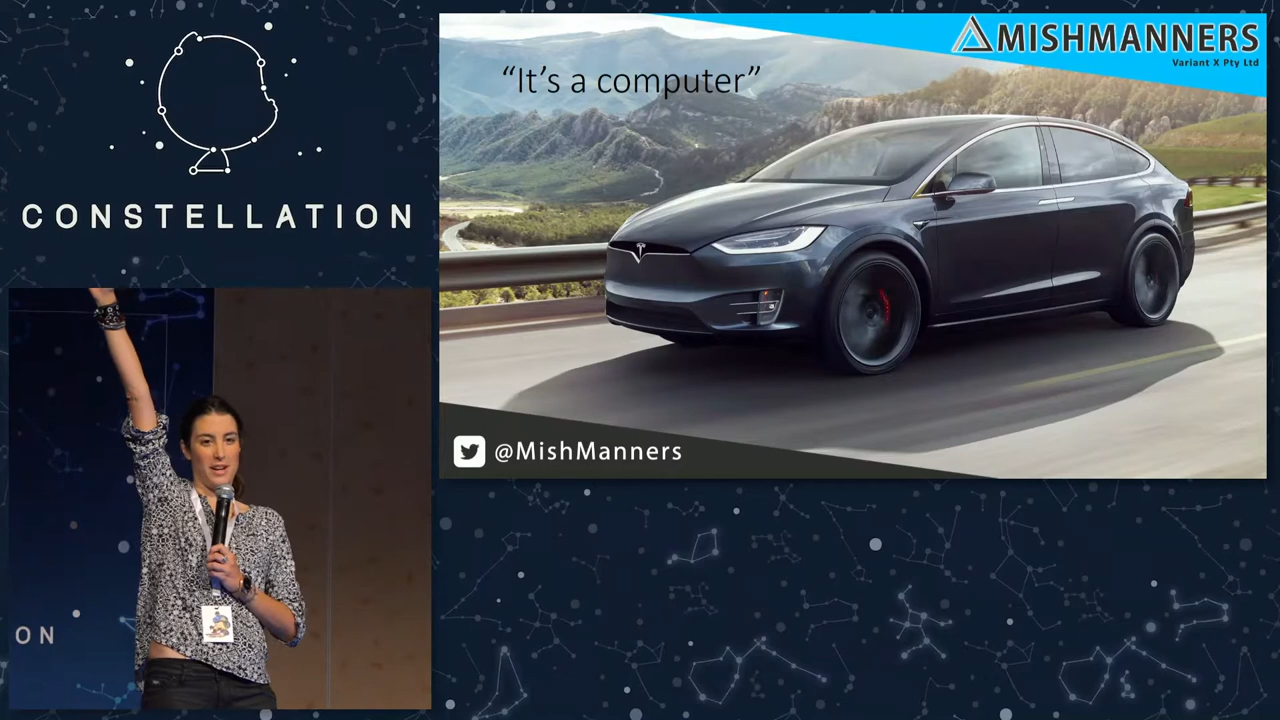 CONSTELLATION
ON
“It’s a computer”
MISHMANNERS
Variant X Pty Ltd
@MishManners